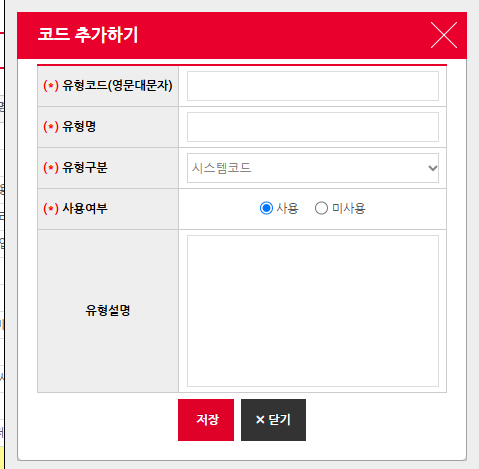 코드 추가하기
(*) 유형코드(영문대문자)
(*) 유형명
(*) 유형구분 시스템코드
(*) 사용여부 사용 미사용
유형설명
저장 × 닫기